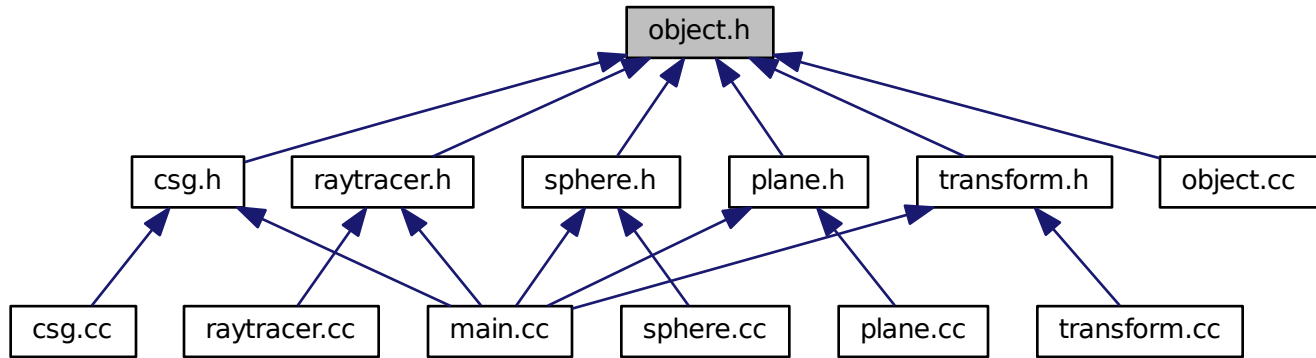 object.h
csg.h
raytracer.h
sphere.h
plane.h
transform.h
object.cc
csg.cc
raytracer.cc
main.cc
sphere.cc
plane.cc
transform.cc